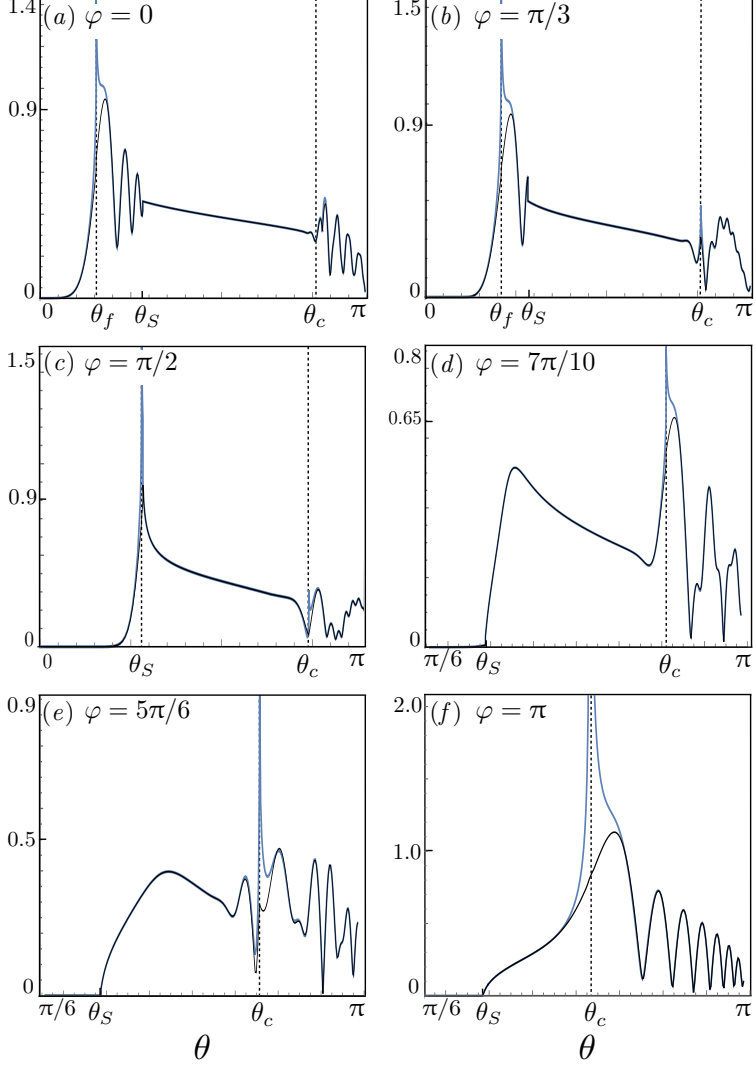 1.4
(a) φ = 0
0.9
0
0 θ_f θ_S θ_c π
1.5
(b) φ = π/3
0.9
0
0 θ_f θ_S θ_c π
1.5
(c) φ = π/2
0.9
0
0 θ_S θ_c π
0.8
(d) φ = 7π/10
0.65
0
π/6 θ_S θ_c π
0.9
(e) φ = 5π/6
0.5
0
π/6 θ_S θ_c π
θ
2.0
(f) φ = π
1.0
0
π/6 θ_S θ_c π
θ